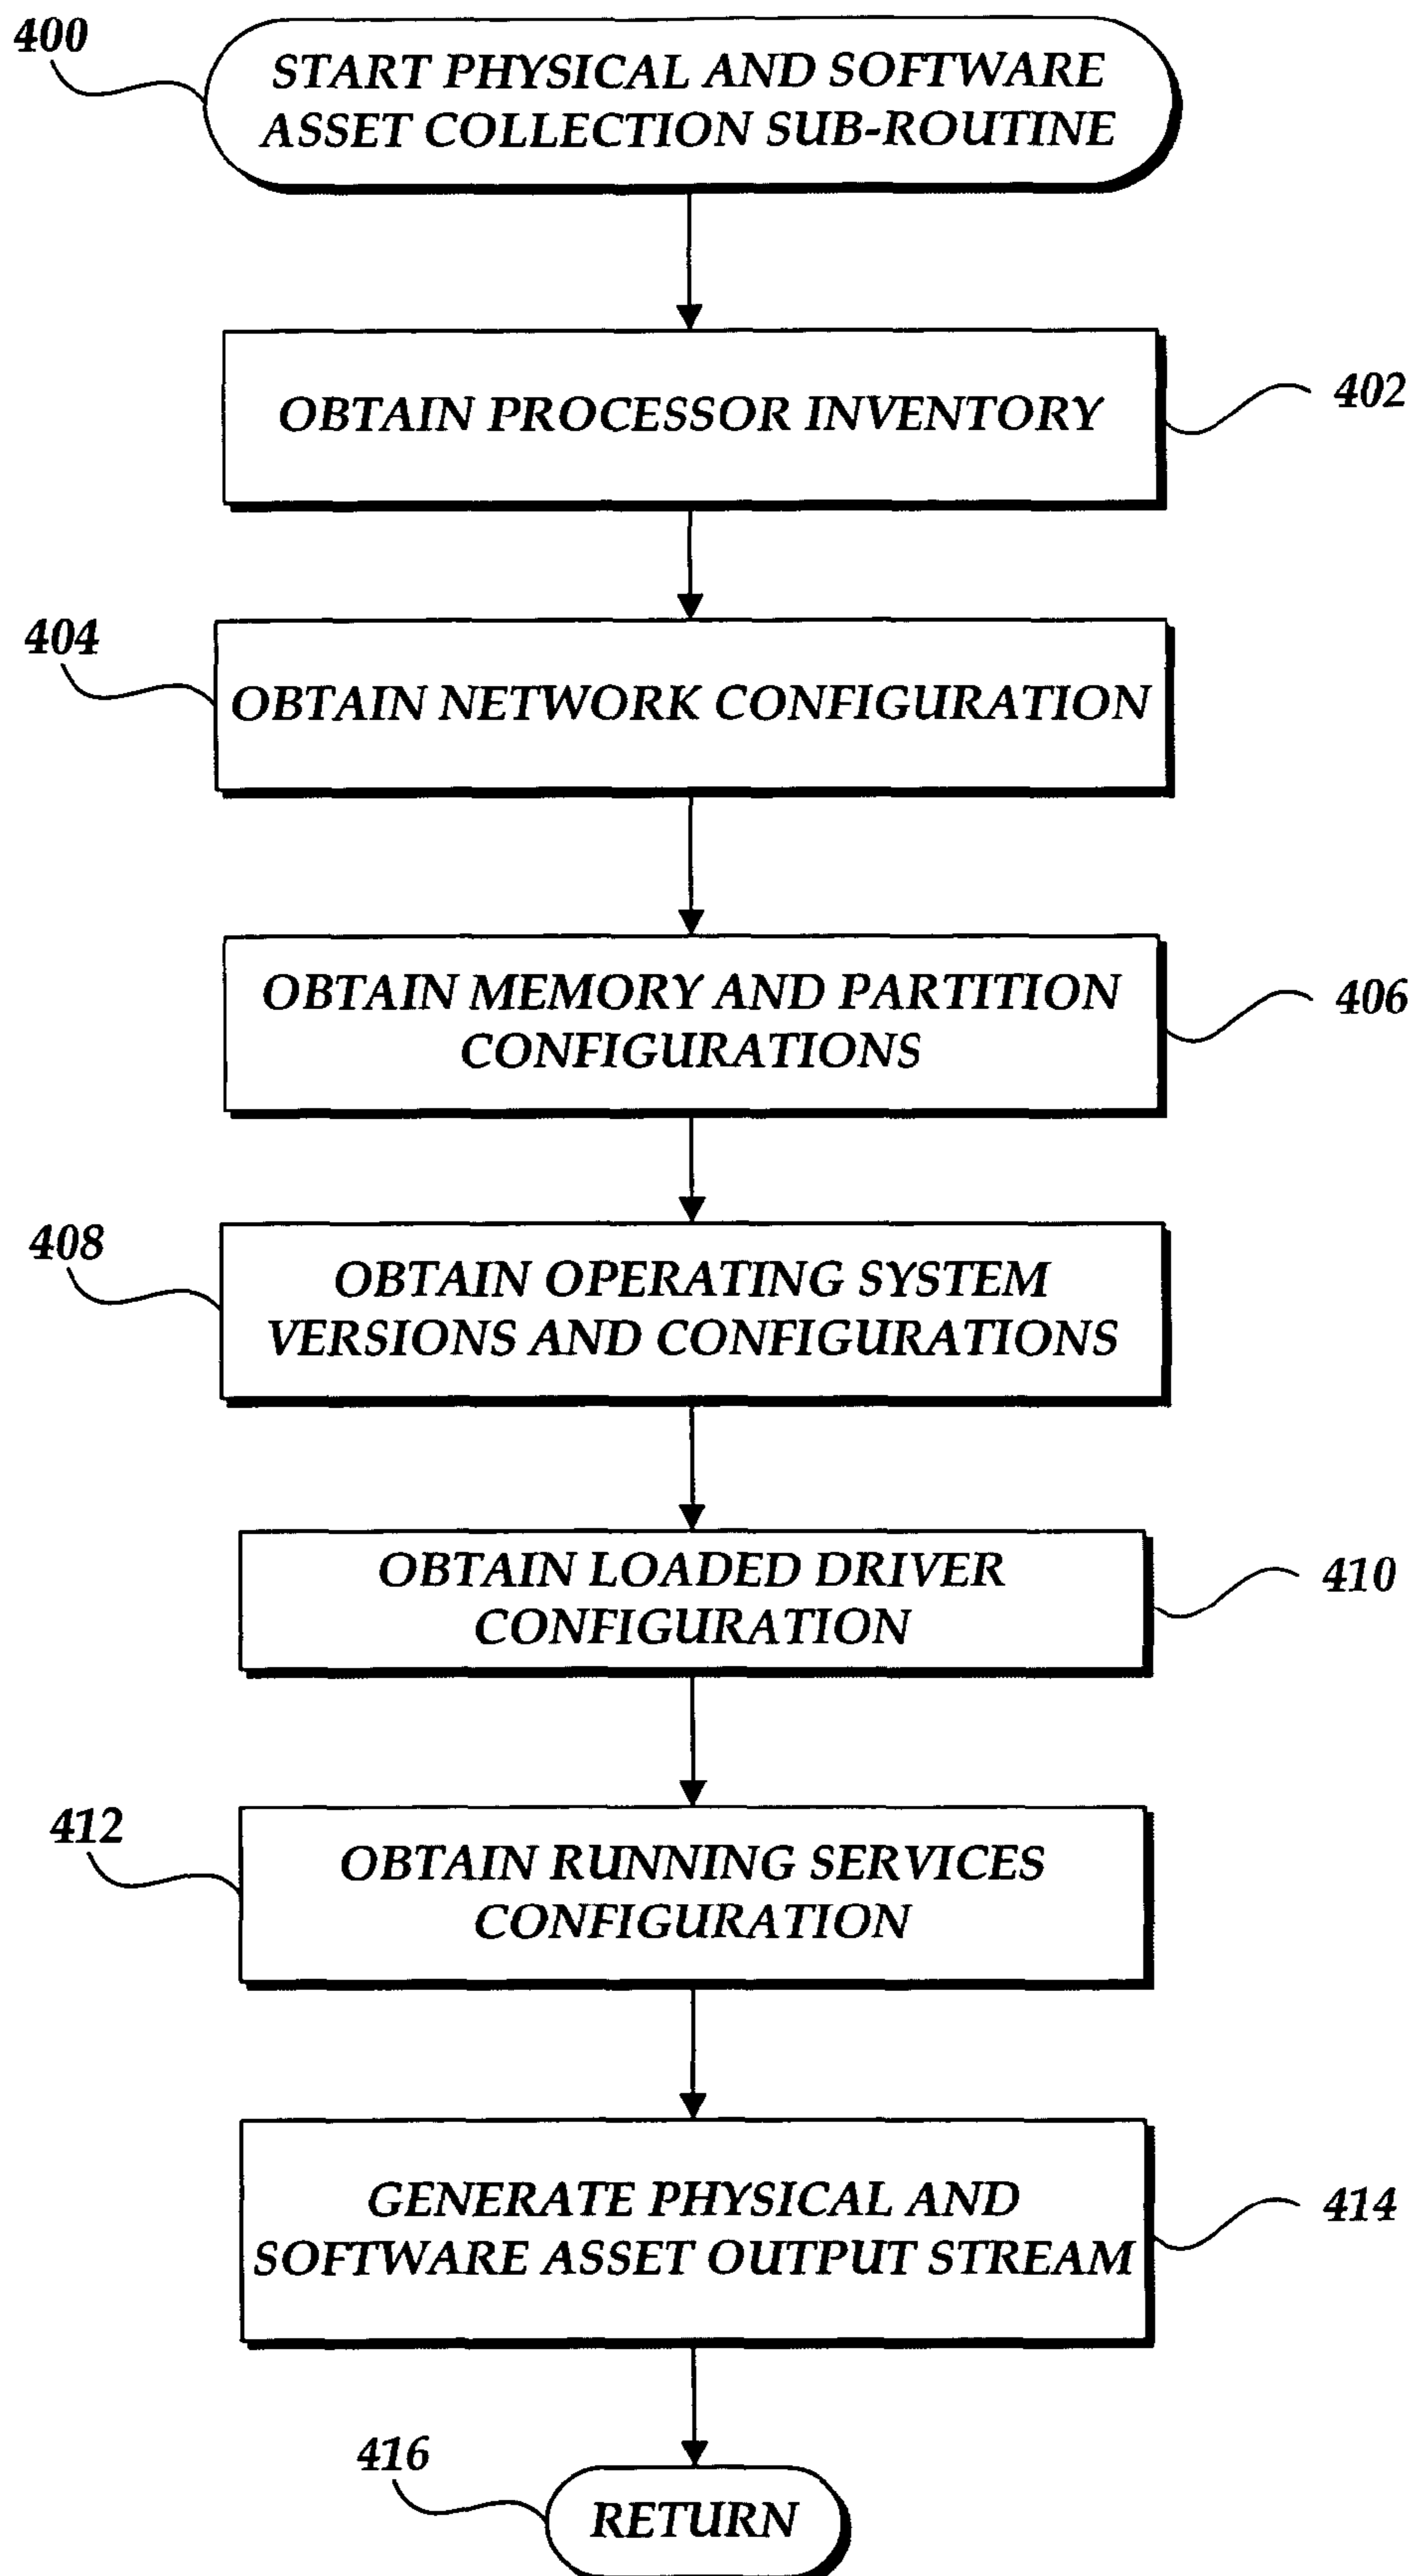 400
START PHYSICAL AND SOFTWARE
ASSET COLLECTION SUB-ROUTINE
OBTAIN PROCESSOR INVENTORY
402
404
OBTAIN NETWORK CONFIGURATION
OBTAIN MEMORY AND PARTITION
CONFIGURATIONS
406
408
OBTAIN OPERATING SYSTEM
VERSIONS AND CONFIGURATIONS
OBTAIN LOADED DRIVER
CONFIGURATION
410
412
OBTAIN RUNNING SERVICES
CONFIGURATION
GENERATE PHYSICAL AND
SOFTWARE ASSET OUTPUT STREAM
414
416
RETURN